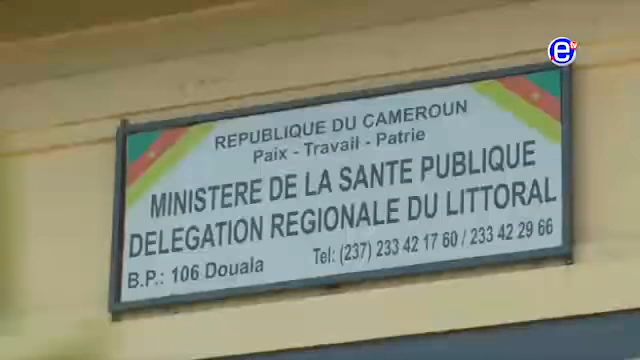 REPUBLIQUE DU CAMEROUN
Paix - Travail - Patrie
MINISTERE DE LA SANTE PUBLIQUE
DELEGATION REGIONALE DU LITTORAL
B.P.: 106 Douala Tel: (237) 233 42 17 60 / 233 42 29 66
e